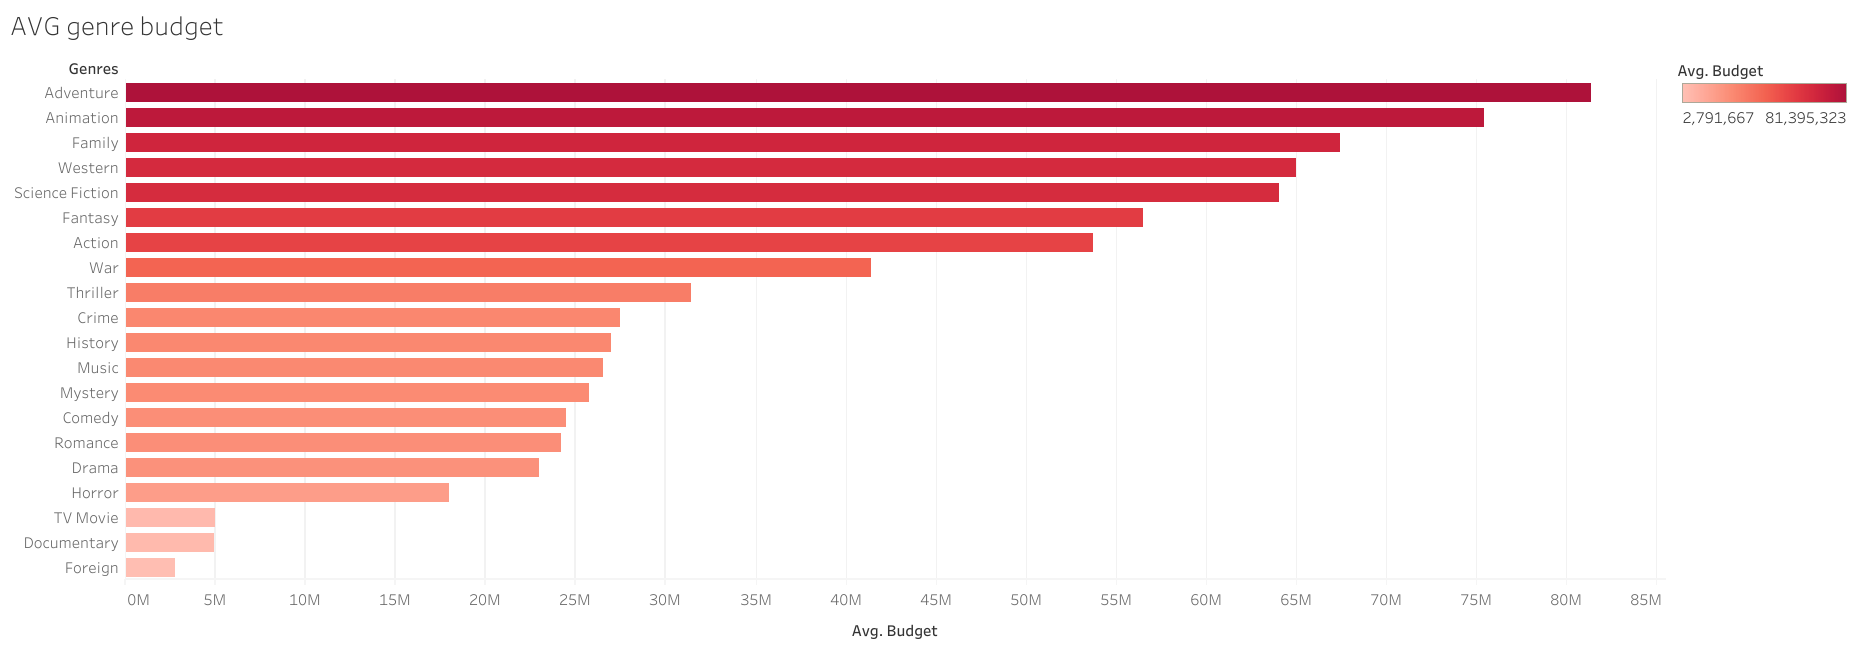 AVG genre budget
Genres
Adventure
Animation
Family
Western
Science Fiction
Fantasy
Action
War
Thriller
Crime
History
Music
Mystery
Comedy
Romance
Drama
Horror
TV Movie
Documentary
Foreign
0M 5M 10M 15M 20M 25M 30M 35M 40M 45M 50M 55M 60M 65M 70M 75M 80M 85M
Avg. Budget
Avg. Budget
2,791,667 81,395,323